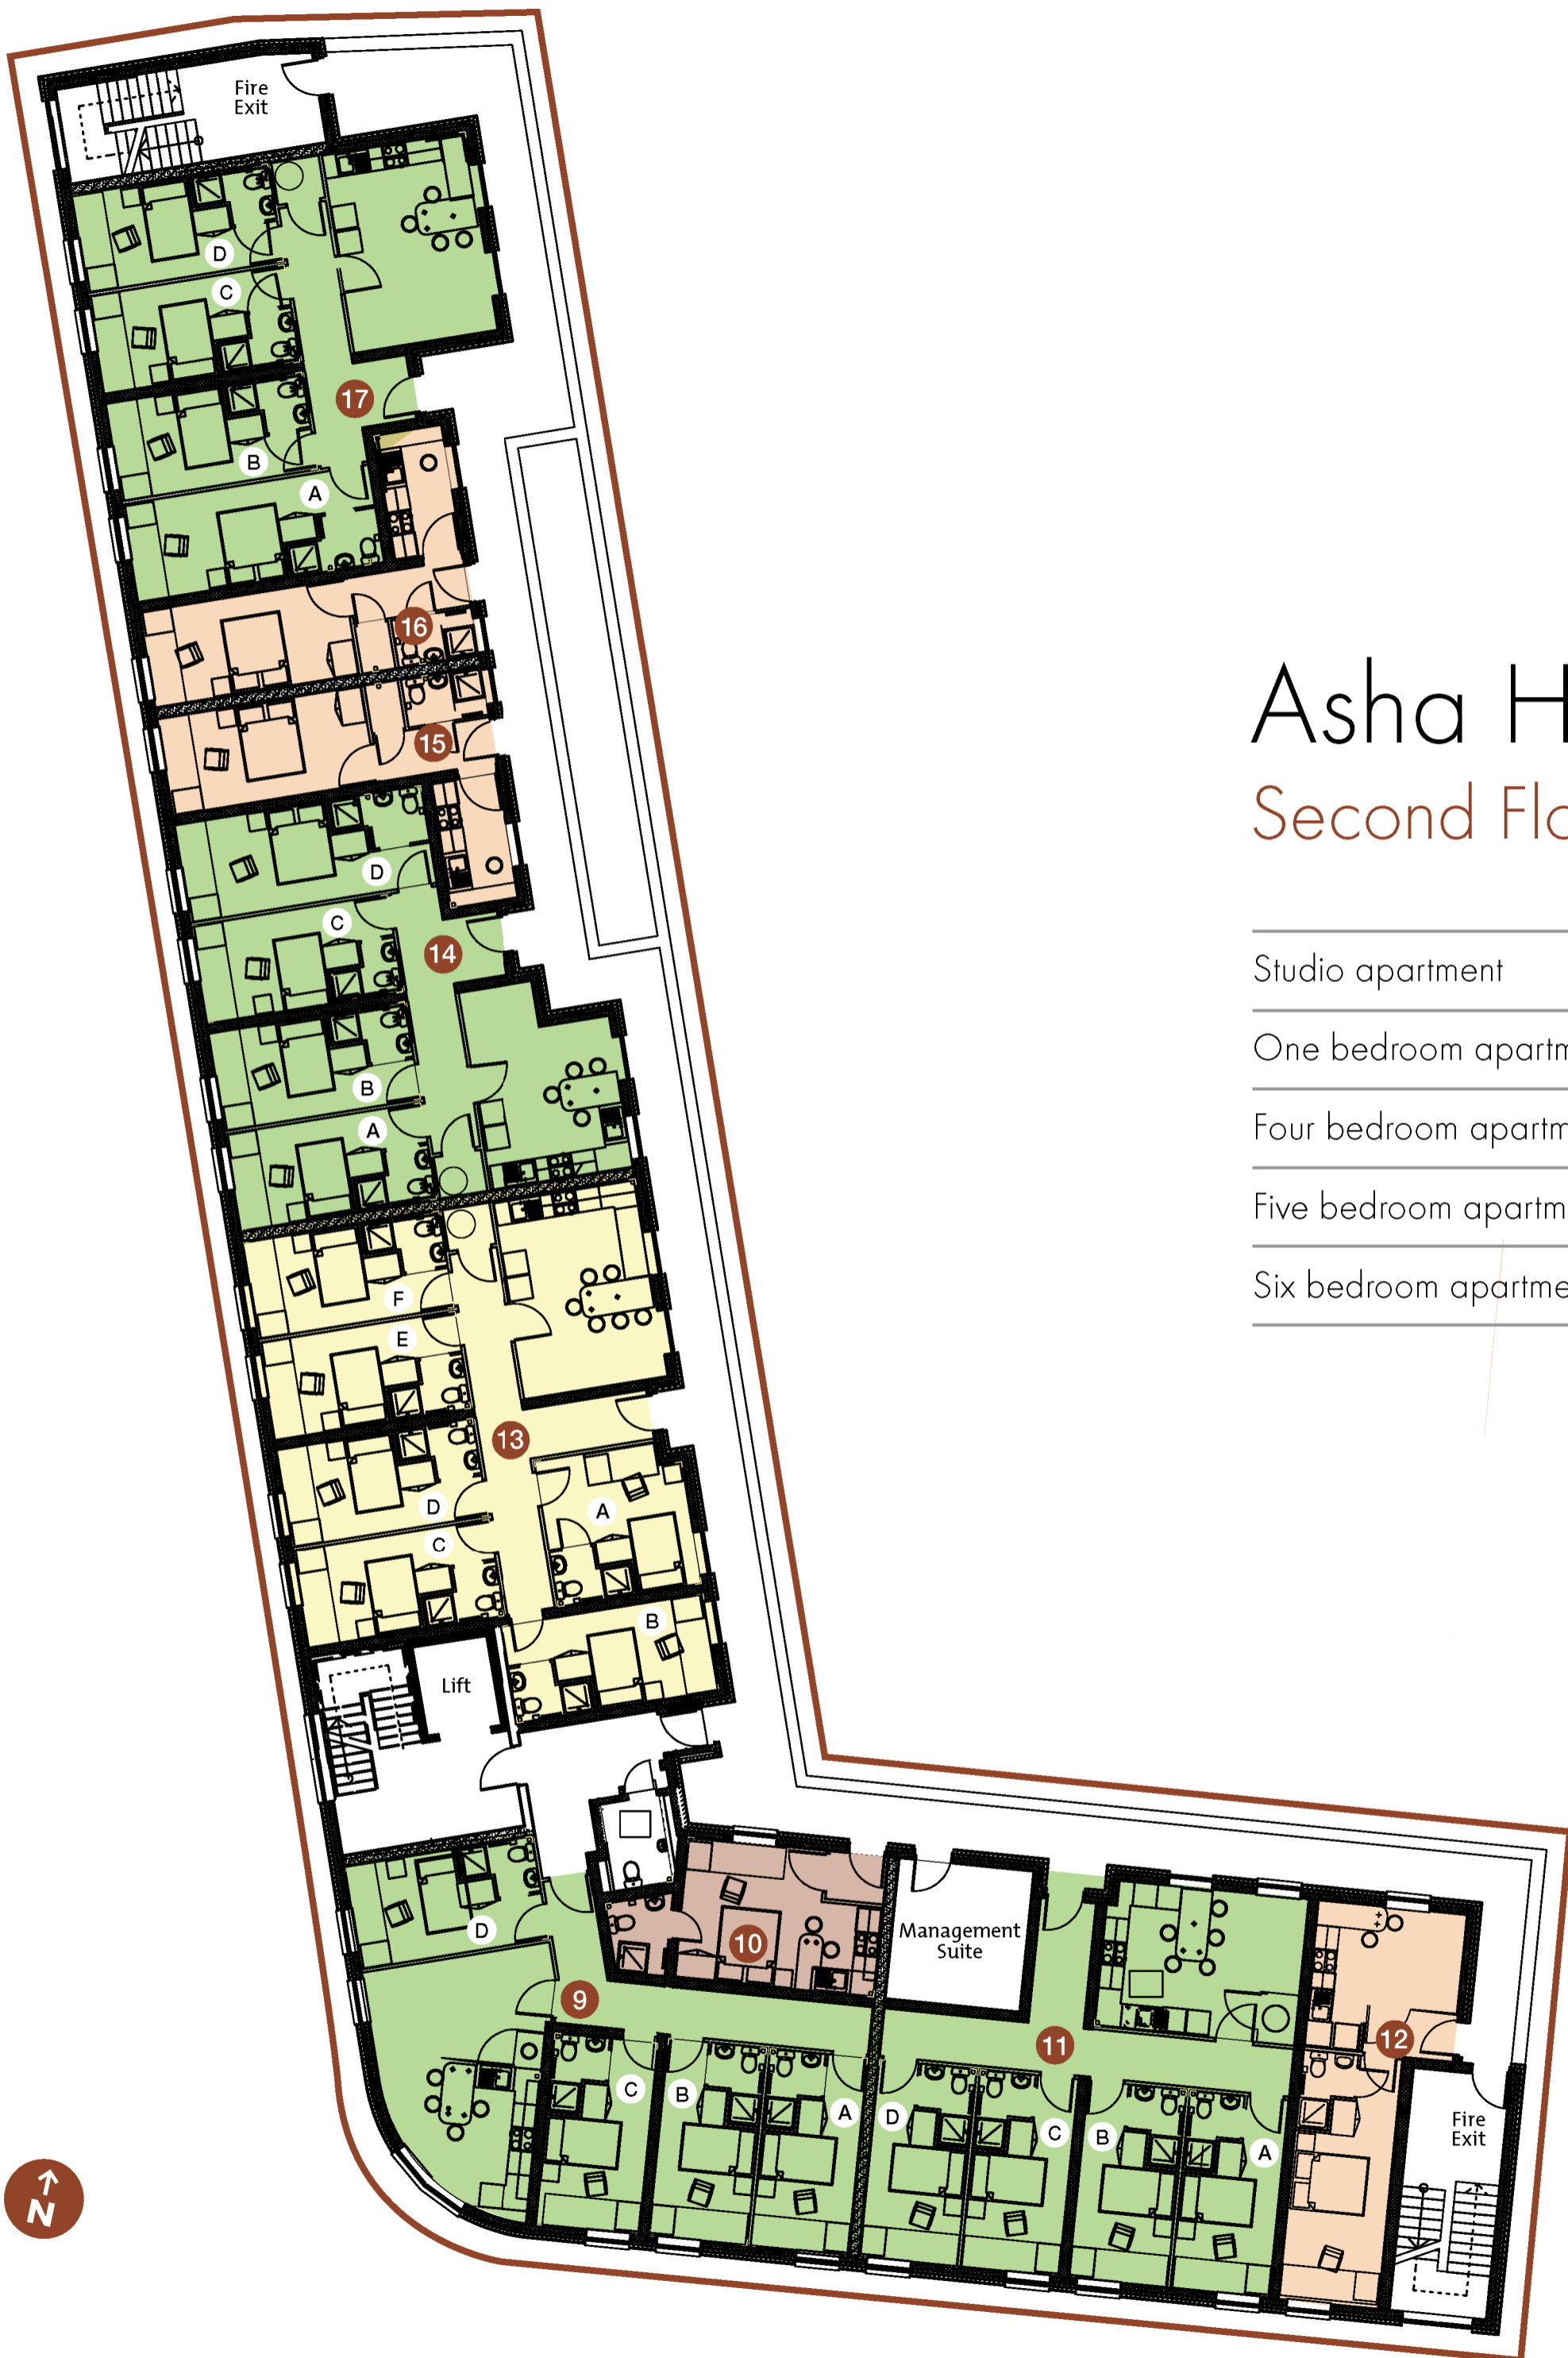 Fire
Exit
D
C
17
B
A
16
15
D
C
14
B
A
F
E
13
D
C
A
B
Lift
D
10
Management
Suite
9
11
12
C
B
A
D
C
B
A
Fire
Exit
N
Asha H
Second Flo
Studio apartment
One bedroom apartm
Four bedroom apartm
Five bedroom apartm
Six bedroom apartme